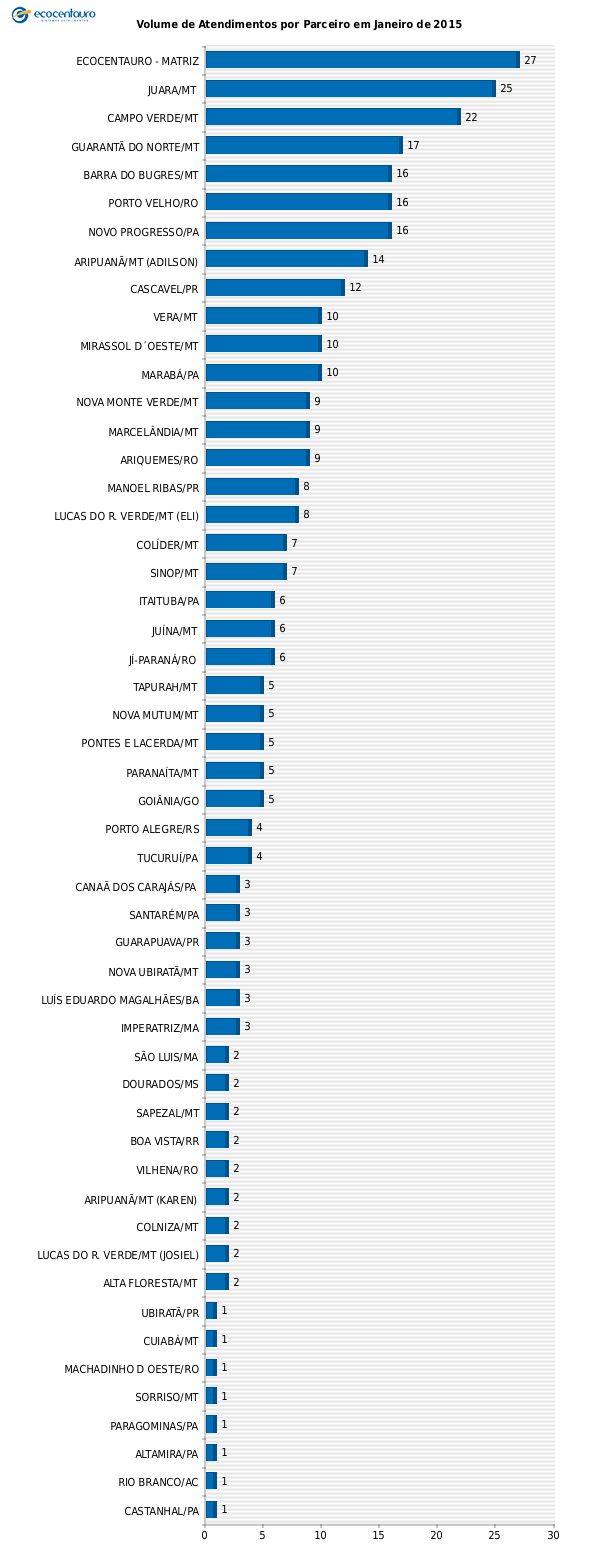 ecocentauro
Volume de Atendimentos por Parceiro em Janeiro de 2015
ECOCENTAURO - MATRIZ 27
JUARA/MT 25
CAMPO VERDE/MT 22
GUARANTÃ DO NORTE/MT 17
BARRA DO BUGRES/MT 16
PORTO VELHO/RO 16
NOVO PROGRESSO/PA 16
ARIPUANÃ/MT (ADILSON) 14
CASCAVEL/PR 12
VERA/MT 10
MIRASSOL D´OESTE/MT 10
MARABÁ/PA 10
NOVA MONTE VERDE/MT 9
MARCELÂNDIA/MT 9
ARIQUEMES/RO 9
MANOEL RIBAS/PR 8
LUCAS DO R. VERDE/MT (ELI) 8
COLÍDER/MT 7
SINOP/MT 7
ITAITUBA/PA 6
JUÍNA/MT 6
JÍ-PARANÁ/RO 6
TAPURAH/MT 5
NOVA MUTUM/MT 5
PONTES E LACERDA/MT 5
PARANAÍTA/MT 5
GOIÂNIA/GO 5
PORTO ALEGRE/RS 4
TUCURUÍ/PA 4
CANAÃ DOS CARAJÁS/PA 3
SANTARÉM/PA 3
GUARAPUAVA/PR 3
NOVA UBIRATÃ/MT 3
LUÍS EDUARDO MAGALHÃES/BA 3
IMPERATRIZ/MA 3
SÃO LUIS/MA 2
DOURADOS/MS 2
SAPEZAL/MT 2
BOA VISTA/RR 2
VILHENA/RO 2
ARIPUANÃ/MT (KAREN) 2
COLNIZA/MT 2
LUCAS DO R. VERDE/MT (JOSIEL) 2
ALTA FLORESTA/MT 2
UBIRATÃ/PR 1
CUIABÁ/MT 1
MACHADINHO D OESTE/RO 1
SORRISO/MT 1
PARAGOMINAS/PA 1
ALTAMIRA/PA 1
RIO BRANCO/AC 1
CASTANHAL/PA 1
0 5 10 15 20 25 30